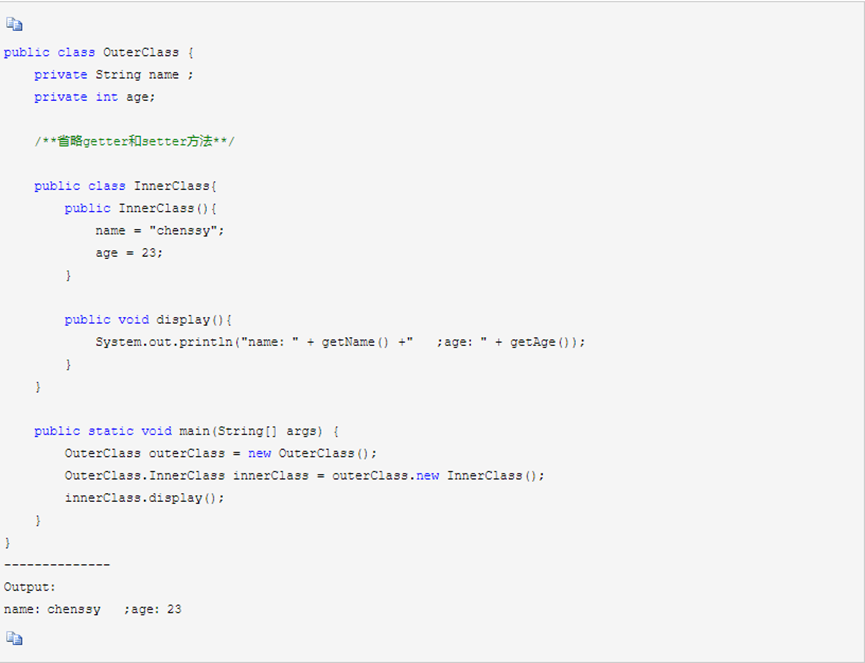 public class OuterClass {
    private String name ;
    private int age;
    /**省略getter和setter方法**/
    public class InnerClass{
        public InnerClass(){
            name = "chenssy";
            age = 23;
        }
        public void display(){
            System.out.println("name: " + getName() +"   ;age: " + getAge());
        }
    }
    public static void main(String[] args) {
        OuterClass outerClass = new OuterClass();
        OuterClass.InnerClass innerClass = outerClass.new InnerClass();
        innerClass.display();
    }
}
--------------
Output:
name: chenssy   ;age: 23